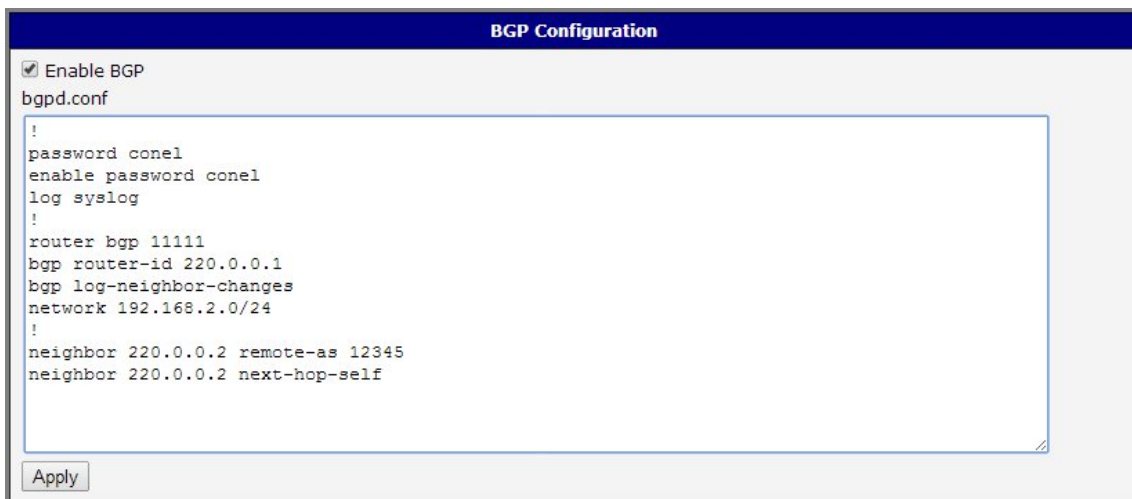 BGP Configuration
Enable BGP
bgpd.conf
!
password conel
enable password conel
log syslog
!
router bgp 11111
bgp router-id 220.0.0.1
bgp log-neighbor-changes
network 192.168.2.0/24
!
neighbor 220.0.0.2 remote-as 12345
neighbor 220.0.0.2 next-hop-self
Apply